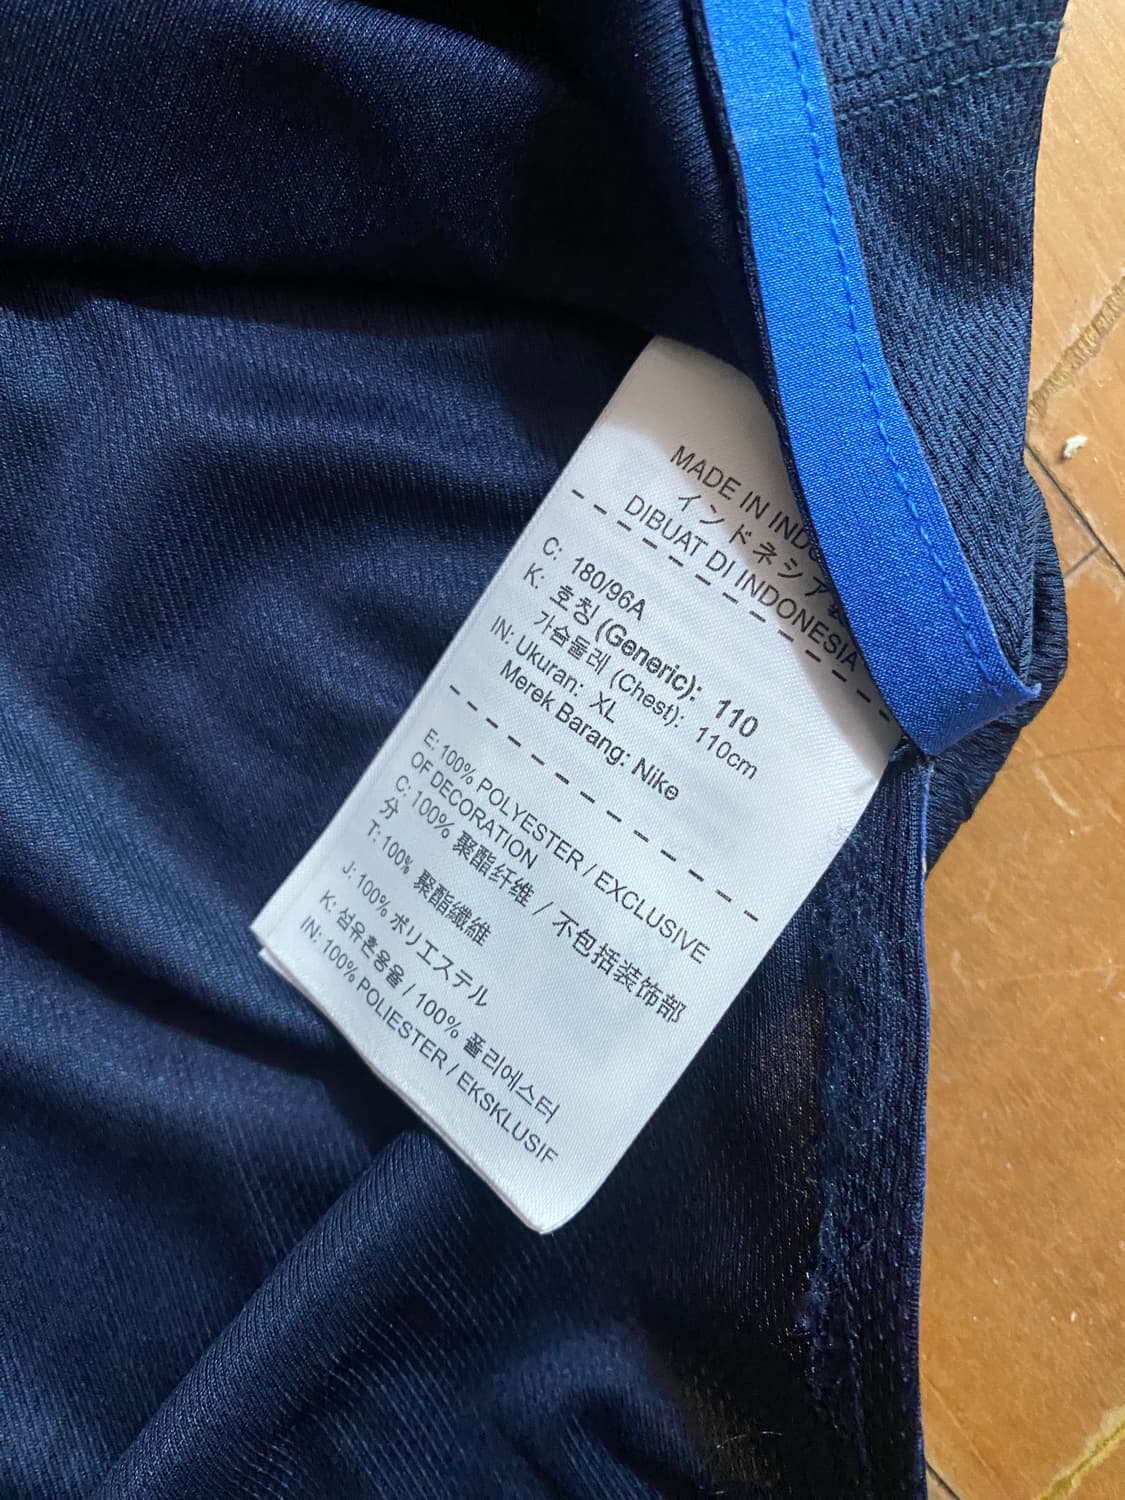 MADE IN
インドネシア
DIBUAT DI INDONESIA
C: 180/96A
K: 호칭 (Generic): 110
가슴둘레 (Chest): 110cm
IN: Ukuran: XL
Merek Barang: Nike
E: 100% POLYESTER / EXCLUSIVE
OF DECORATION
C: 100% 聚酯纤维 / 不包括装饰部
分
T: 100% 聚酯纖維
J: 100% ポリエステル
K: 섬유혼용율 / 100% 폴리에스터
IN: 100% POLIESTER / EKSKLUSIF